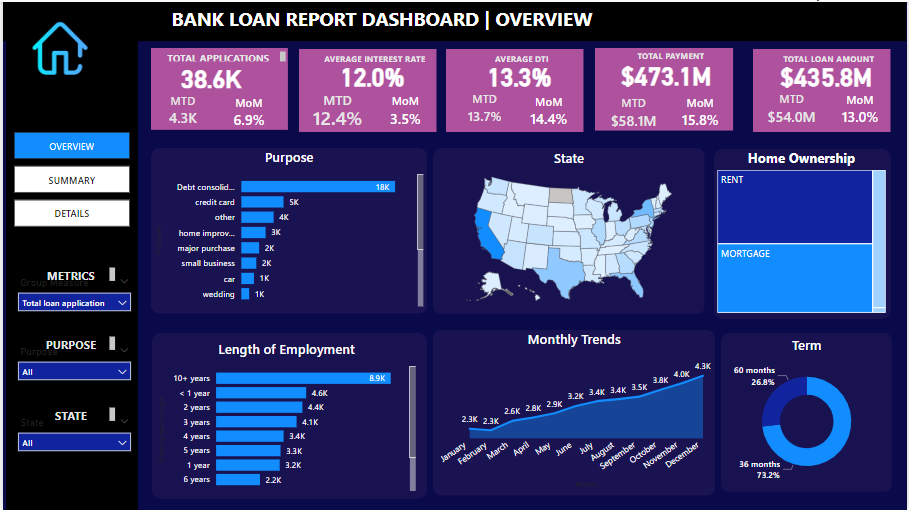 BANK LOAN REPORT DASHBOARD | OVERVIEW
TOTAL APPLICATIONS
38.6K
MTD MoM
4.3K 6.9%
AVERAGE INTEREST RATE
12.0%
MTD MoM
12.4% 3.5%
AVERAGE DTI
13.3%
MTD MoM
13.7% 14.4%
TOTAL PAYMENT
$473.1M
MTD MoM
$58.1M 15.8%
TOTAL LOAN AMOUNT
$435.8M
MTD MoM
$54.0M 13.0%
OVERVIEW
SUMMARY
DETAILS
METRICS
Group Measure
Total loan application
PURPOSE
Purpose
All
STATE
State
All
Purpose
Debt consolid... 18K
credit card 5K
other 4K
home improv... 3K
major purchase 2K
small business 2K
car 1K
wedding 1K
State
Home Ownership
RENT
MORTGAGE
Length of Employment
10+ years 8.9K
< 1 year 4.6K
2 years 4.4K
3 years 4.1K
4 years 3.4K
5 years 3.3K
1 year 3.2K
6 years 2.2K
Monthly Trends
2.3K 2.3K 2.6K 2.8K 2.9K 3.2K 3.4K 3.4K 3.5K 3.8K 4.0K 4.3K
January February March April May June July August September October November December
Term
60 months
26.8%
36 months
73.2%